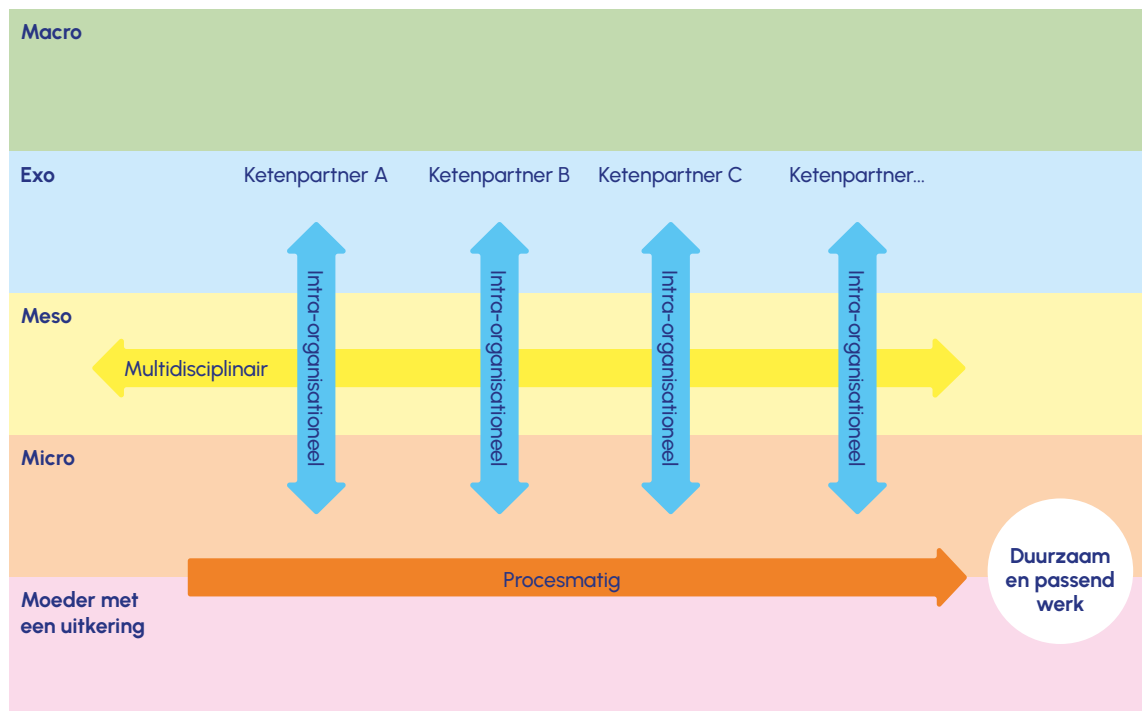 Macro
Exo
Ketenpartner A
Ketenpartner B
Ketenpartner C
Ketenpartner...
Intra-organisationeel
Intra-organisationeel
Intra-organisationeel
Intra-organisationeel
Meso
Multidisciplinair
Micro
Procesmatig
Duurzaam
en passend
werk
Moeder met
een uitkering